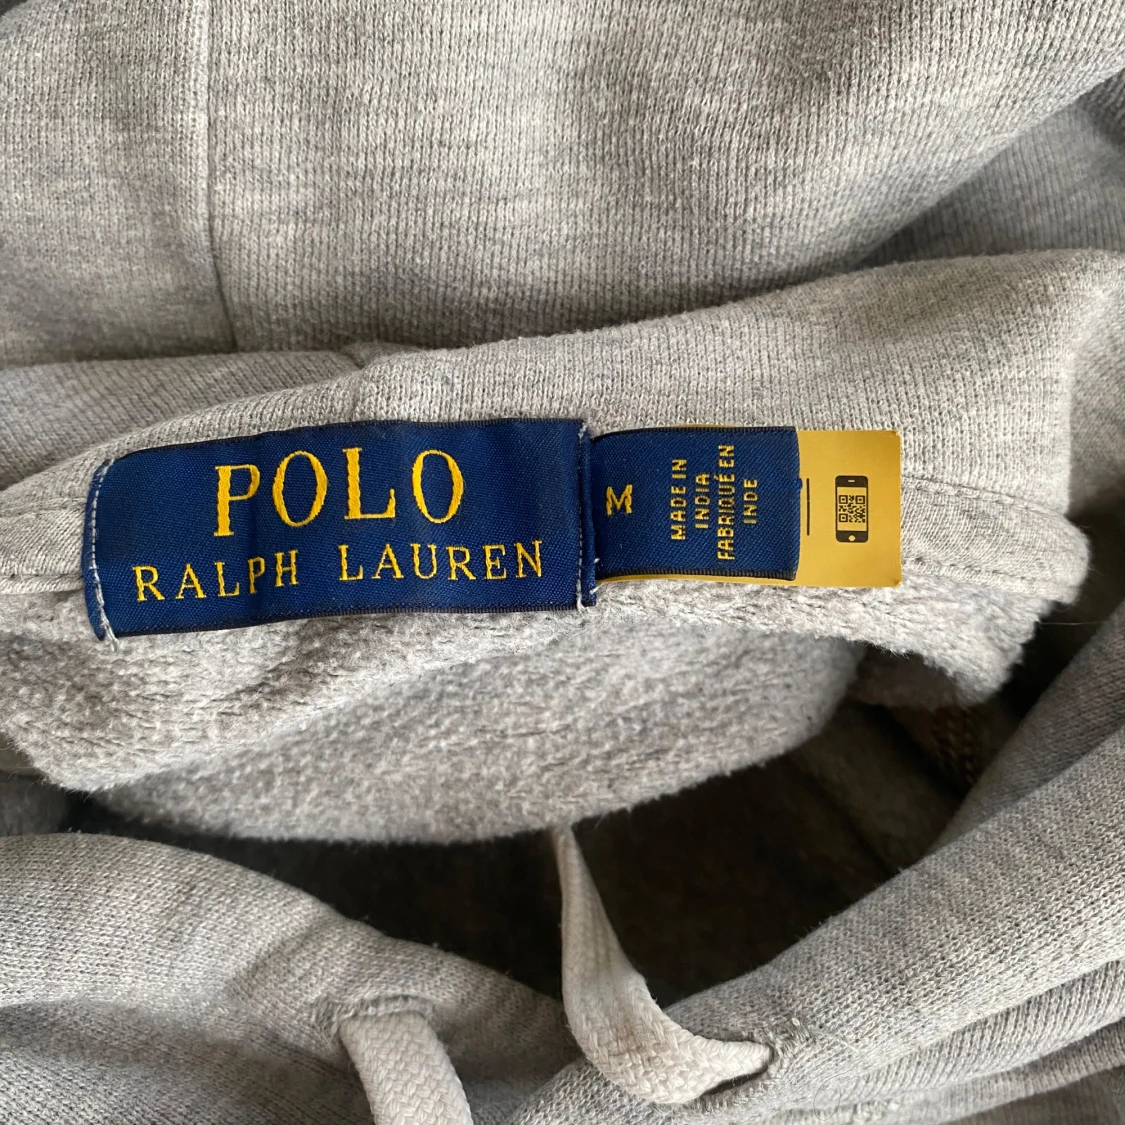 POLO
RALPH LAUREN
M
MADE IN
INDIA
FABRIQUÉ EN
INDE